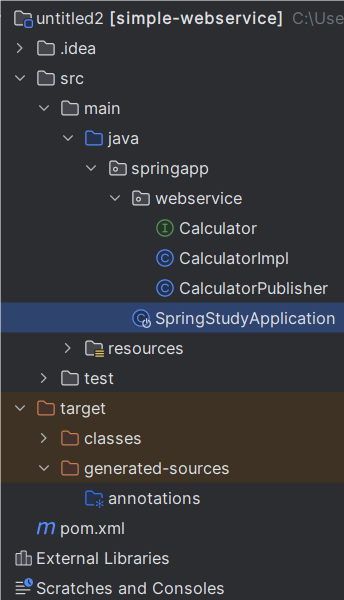 untitled2 [simple-webservice] C:\Use
.idea
src
main
java
springapp
webservice
Calculator
CalculatorImpl
CalculatorPublisher
SpringStudyApplication
resources
test
target
classes
generated-sources
annotations
pom.xml
External Libraries
Scratches and Consoles